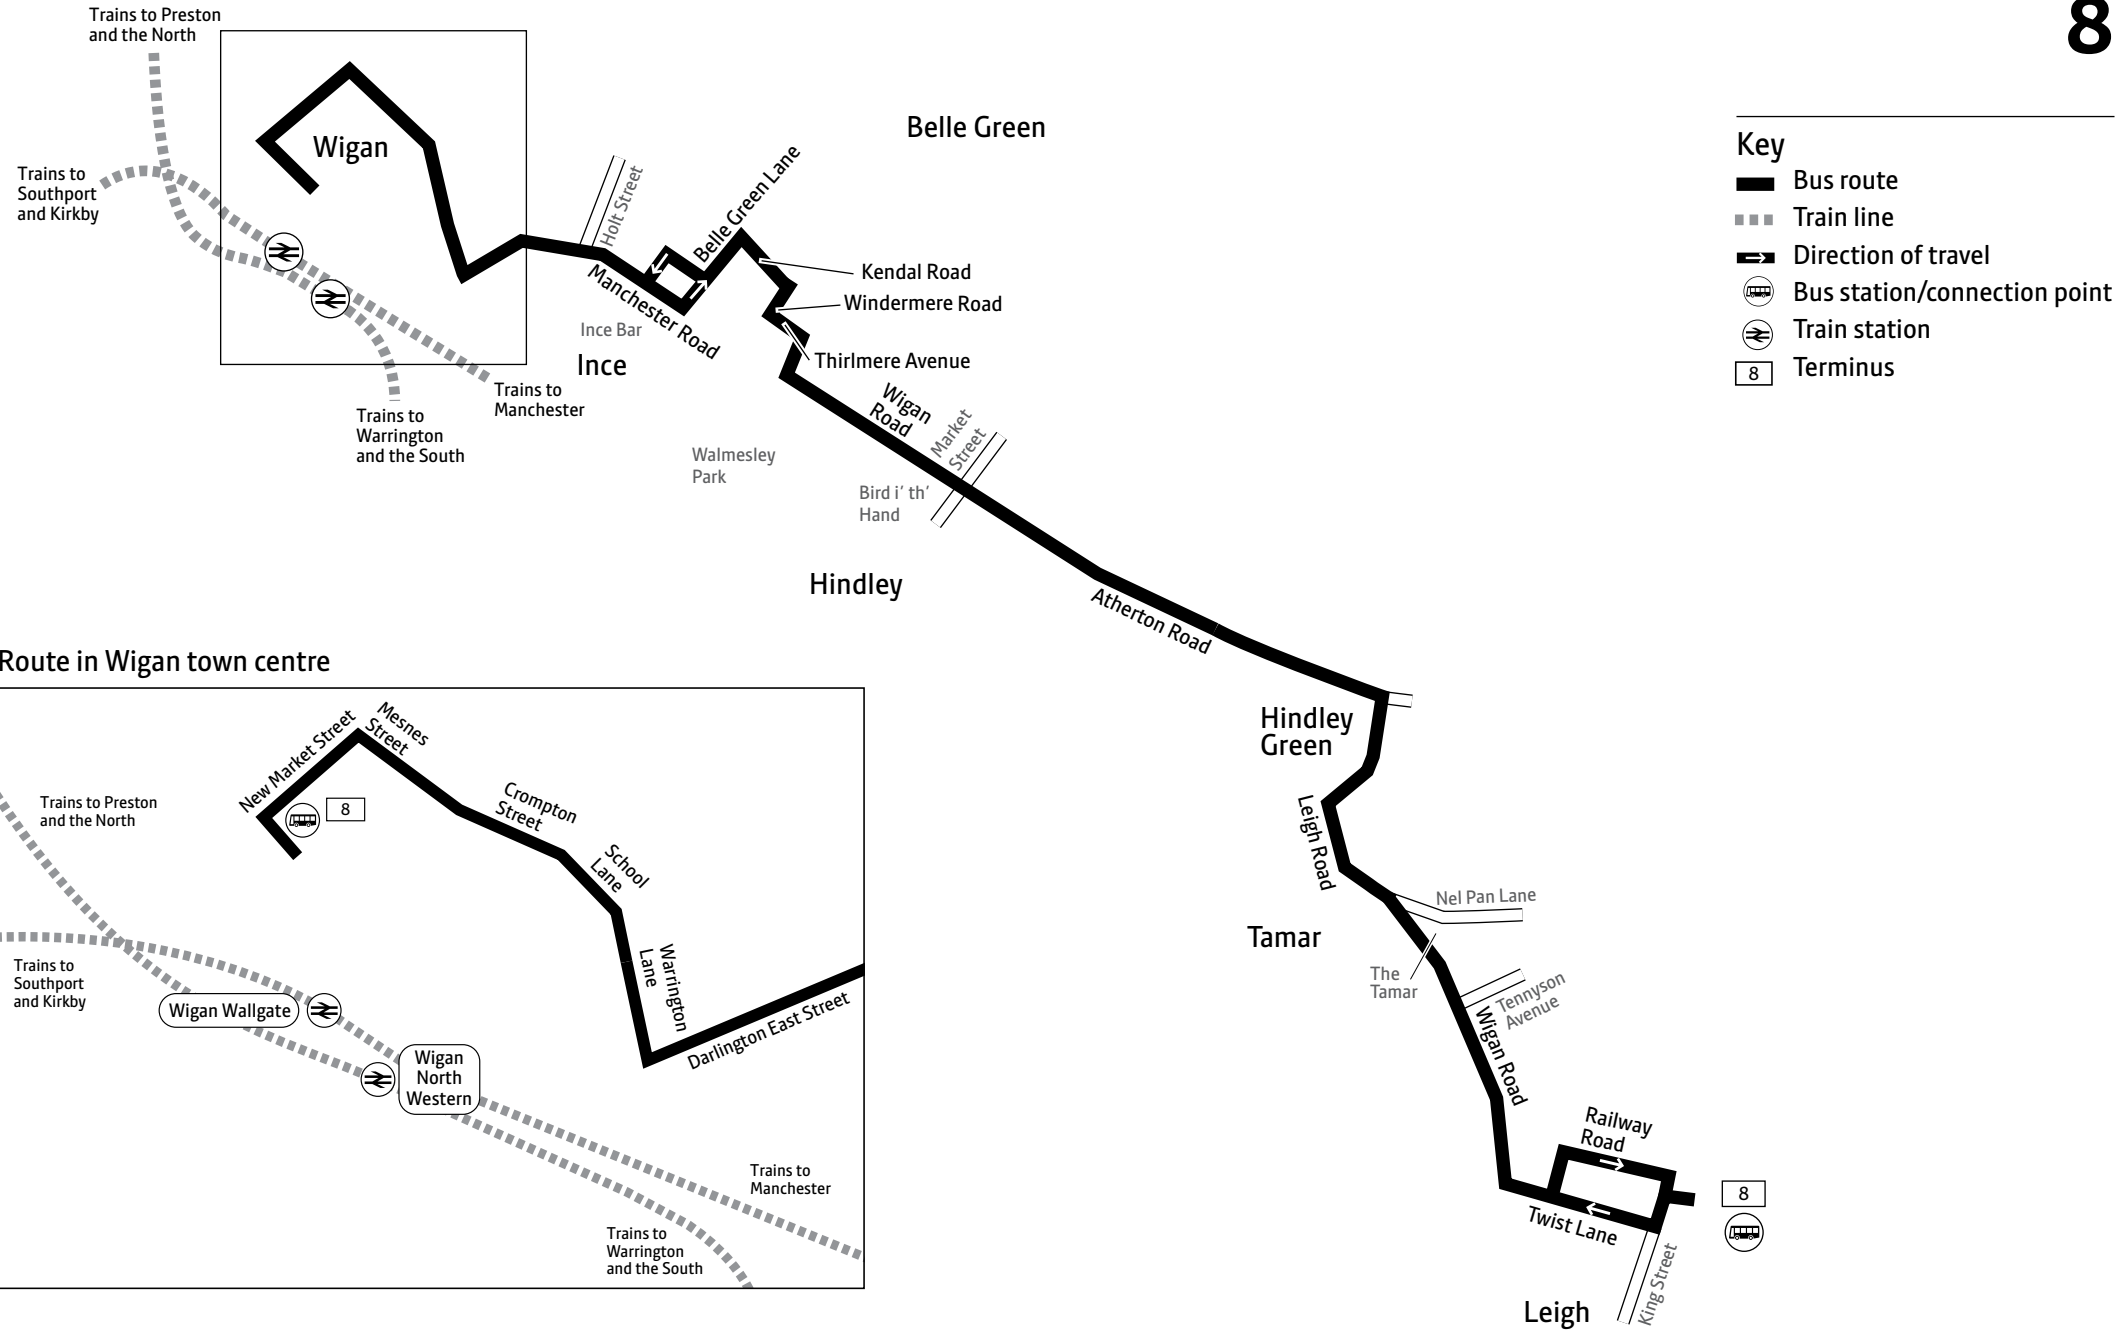 8
Trains to Preston
and the North
Trains to
Southport
and Kirkby
Wigan
Trains to
Manchester
Trains to
Warrington
and the South
Holt Street
Belle Green
Belle Green Lane
Manchester Road
Ince Bar
Ince
Kendal Road
Windermere Road
Thirlmere Avenue
Wigan
Road
Market
Street
Walmesley
Park
Bird i’ th’
Hand
Hindley
Atherton Road
Hindley
Green
Leigh Road
Nel Pan Lane
Tamar
The
Tamar
Tennyson
Avenue
Wigan Road
Railway
Road
Twist Lane
8
King Street
Leigh
Key
Bus route
Train line
Direction of travel
Bus station/connection point
Train station
8
Terminus
Route in Wigan town centre
New Market Street
Mesnes
Street
8
Crompton
Street
School
Lane
Warrington
Lane
Darlington East Street
Trains to Preston
and the North
Trains to
Southport
and Kirkby
Wigan Wallgate
Wigan
North
Western
Trains to
Manchester
Trains to
Warrington
and the South